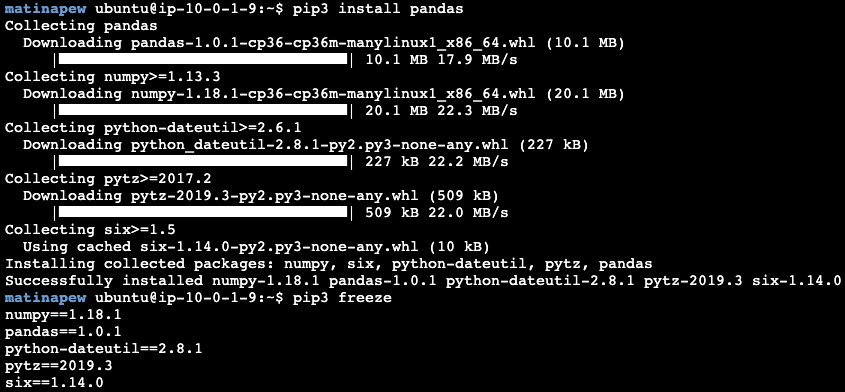 matinapew ubuntu@ip-10-0-1-9:~$ pip3 install pandas
Collecting pandas
  Downloading pandas-1.0.1-cp36-cp36m-manylinux1_x86_64.whl (10.1 MB)
     |████████████████████████████████| 10.1 MB 17.9 MB/s
Collecting numpy>=1.13.3
  Downloading numpy-1.18.1-cp36-cp36m-manylinux1_x86_64.whl (20.1 MB)
     |████████████████████████████████| 20.1 MB 22.3 MB/s
Collecting python-dateutil>=2.6.1
  Downloading python_dateutil-2.8.1-py2.py3-none-any.whl (227 kB)
     |████████████████████████████████| 227 kB 22.2 MB/s
Collecting pytz>=2017.2
  Downloading pytz-2019.3-py2.py3-none-any.whl (509 kB)
     |████████████████████████████████| 509 kB 22.0 MB/s
Collecting six>=1.5
  Using cached six-1.14.0-py2.py3-none-any.whl (10 kB)
Installing collected packages: numpy, six, python-dateutil, pytz, pandas
Successfully installed numpy-1.18.1 pandas-1.0.1 python-dateutil-2.8.1 pytz-2019.3 six-1.14.0
matinapew ubuntu@ip-10-0-1-9:~$ pip3 freeze
numpy==1.18.1
pandas==1.0.1
python-dateutil==2.8.1
pytz==2019.3
six==1.14.0